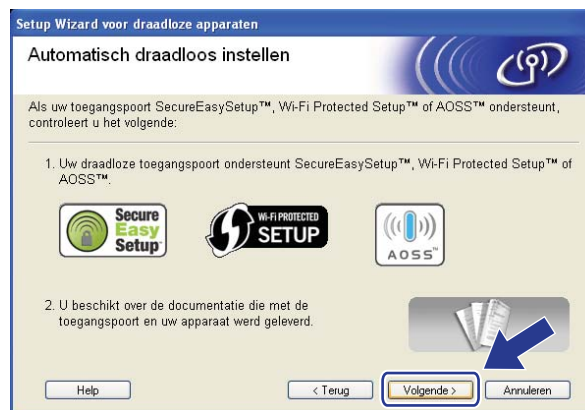 Setup Wizard voor draadloze apparaten
Automatisch draadloos instellen
Als uw toegangspoort SecureEasySetup™, Wi-Fi Protected Setup™ of AOSS™ ondersteunt,
controleert u het volgende:
1. Uw draadloze toegangspoort ondersteunt SecureEasySetup™, Wi-Fi Protected Setup™ of
AOSS™.
Secure
Easy
Setup™
WI-FI PROTECTED
SETUP
AOSS™
2. U beschikt over de documentatie die met de
toegangspoort en uw apparaat werd geleverd.
Help
< Terug
Volgende >
Annuleren